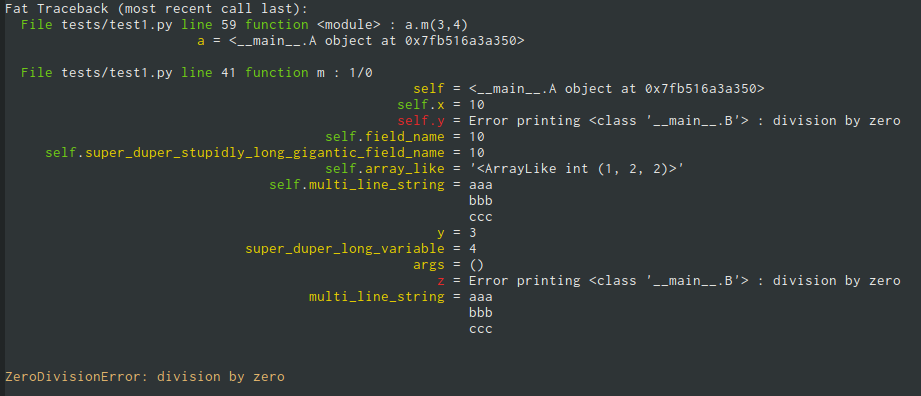 Fat Traceback (most recent call last):
File tests/test1.py line 59 function <module> : a.m(3,4)
a = <__main__.A object at 0x7fb516a3a350>
File tests/test1.py line 41 function m : 1/0
self = <__main__.A object at 0x7fb516a3a350>
self.x = 10
self.y = Error printing <class '__main__.B'> : division by zero
self.field_name = 10
self.super_duper_stupidly_long_gigantic_field_name = 10
self.array_like = '<ArrayLike int (1, 2, 2)>'
self.multi_line_string = aaa
bbb
ccc
y = 3
super_duper_long_variable = 4
args = ()
z = Error printing <class '__main__.B'> : division by zero
multi_line_string = aaa
bbb
ccc
ZeroDivisionError: division by zero